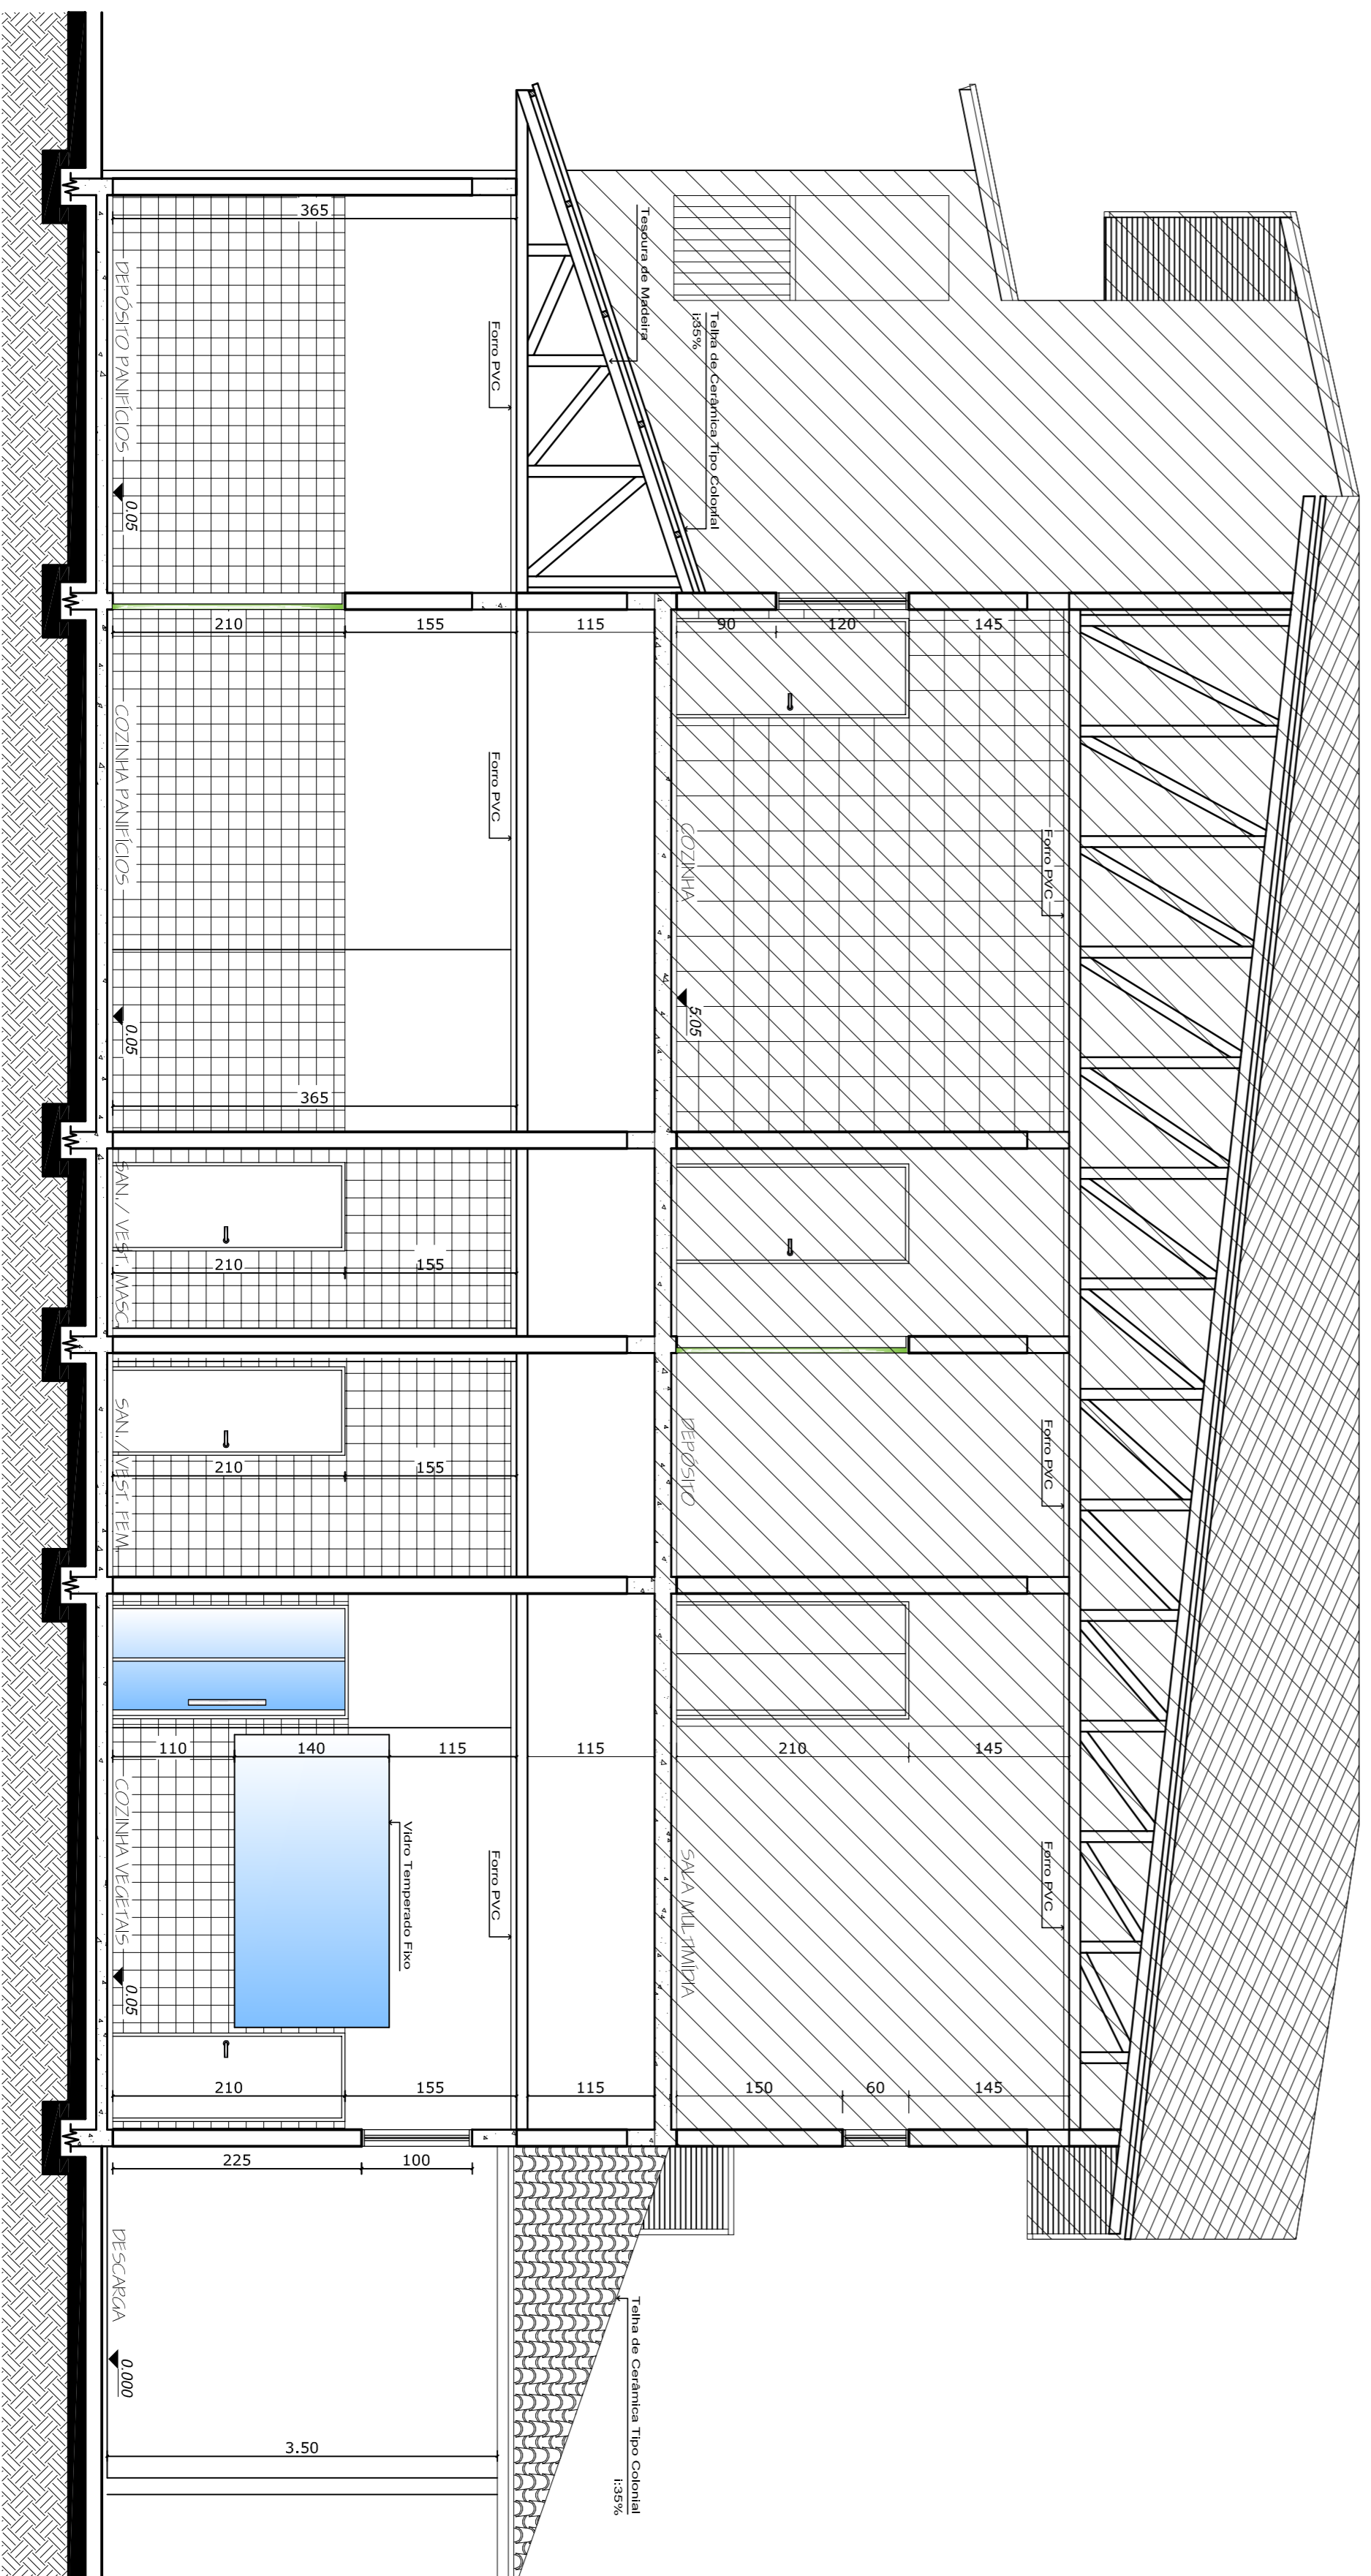 Forro PVC
Forro PVC
Forro PVC
145
145
145
120
90
210
60
150
Telha de Cerâmica Tipo Colonial
i:35%
COZINHA
5.05
DEPÓSITO
SALA MULTIMÍDIA
Tesoura de Madeira
Telha de Cerâmica Tipo Colonial
i:35%
115
115
115
Forro PVC
Forro PVC
Forro PVC
Vidro Temperado Fixo
155
155
155
115
155
100
365
365
140
3.50
210
210
210
110
210
225
DEPÓSITO PANIFÍCIOS
0.05
COZINHA PANIFÍCIOS
0.05
SAN. / VEST. MASC
SAN. / VEST. FEM.
COZINHA VEGETAIS
0.05
DESCARGA
0.000